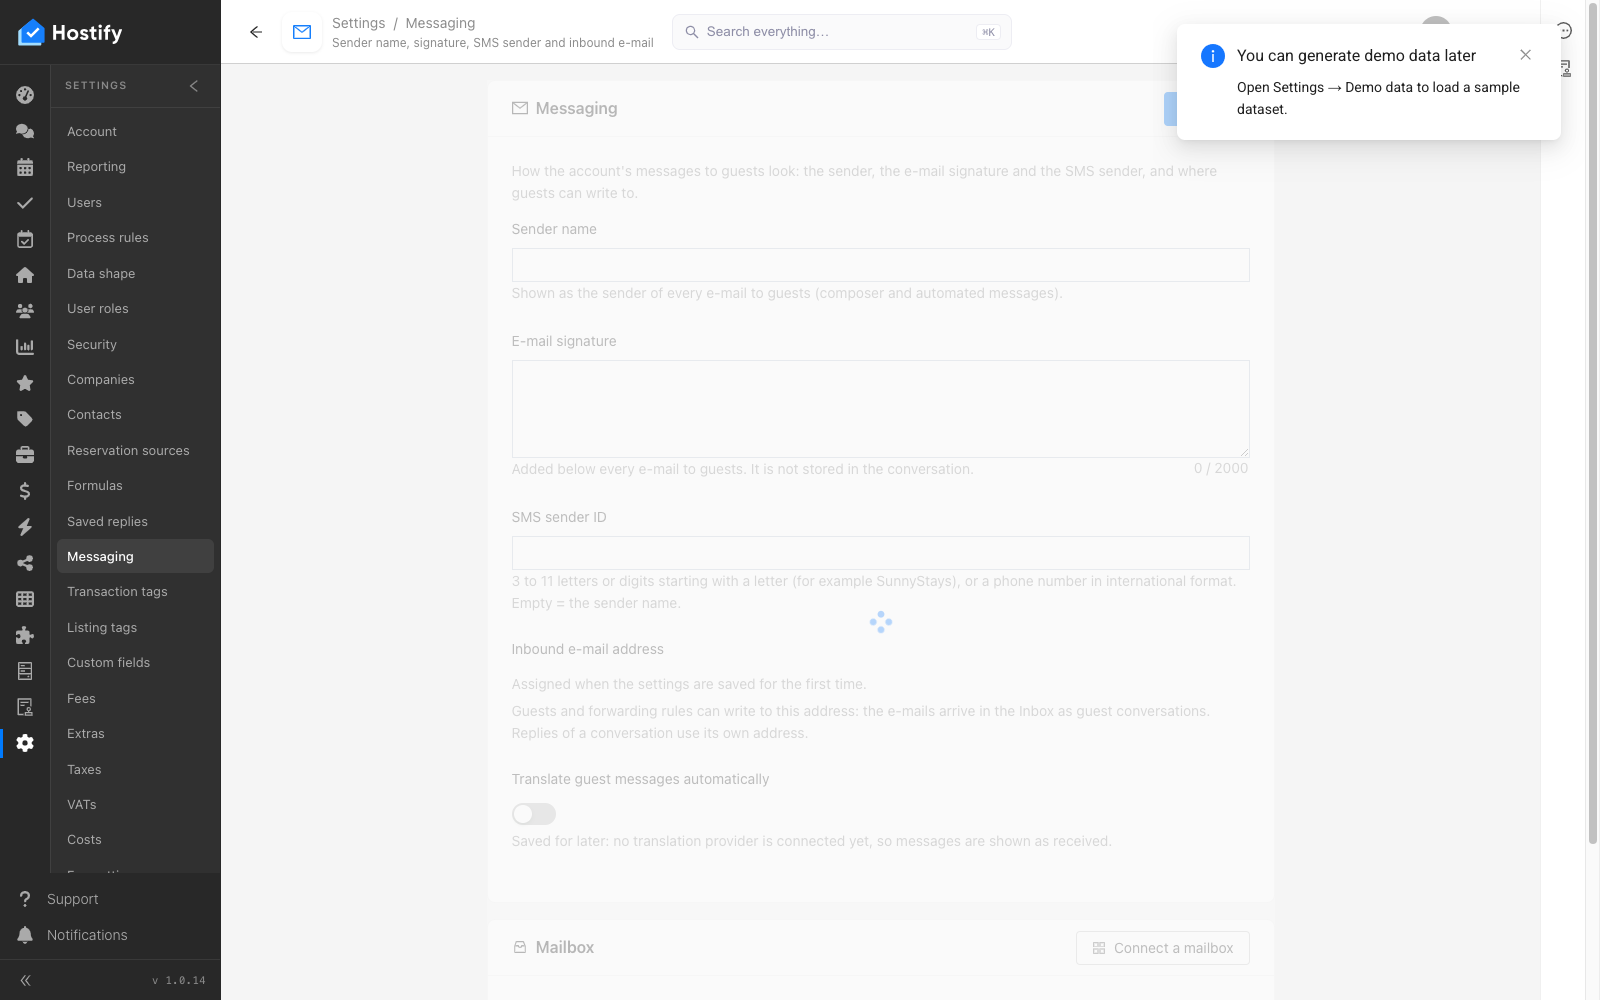 Hostify
Settings / Messaging
Sender name, signature, SMS sender and inbound e-mail
Search everything...
⌘K
You can generate demo data later
Open Settings → Demo data to load a sample
dataset.
SETTINGS
Account
Reporting
Users
Process rules
Data shape
User roles
Security
Companies
Contacts
Reservation sources
Formulas
Saved replies
Messaging
Transaction tags
Listing tags
Custom fields
Fees
Extras
Taxes
VATs
Costs
Support
Notifications
v 1.0.14
Messaging
How the account's messages to guests look: the sender, the e-mail signature and the SMS sender, and where
guests can write to.
Sender name
Shown as the sender of every e-mail to guests (composer and automated messages).
E-mail signature
Added below every e-mail to guests. It is not stored in the conversation.
0 / 2000
SMS sender ID
3 to 11 letters or digits starting with a letter (for example SunnyStays), or a phone number in international format.
Empty = the sender name.
Inbound e-mail address
Assigned when the settings are saved for the first time.
Guests and forwarding rules can write to this address: the e-mails arrive in the Inbox as guest conversations.
Replies of a conversation use its own address.
Translate guest messages automatically
Saved for later: no translation provider is connected yet, so messages are shown as received.
Mailbox
Connect a mailbox